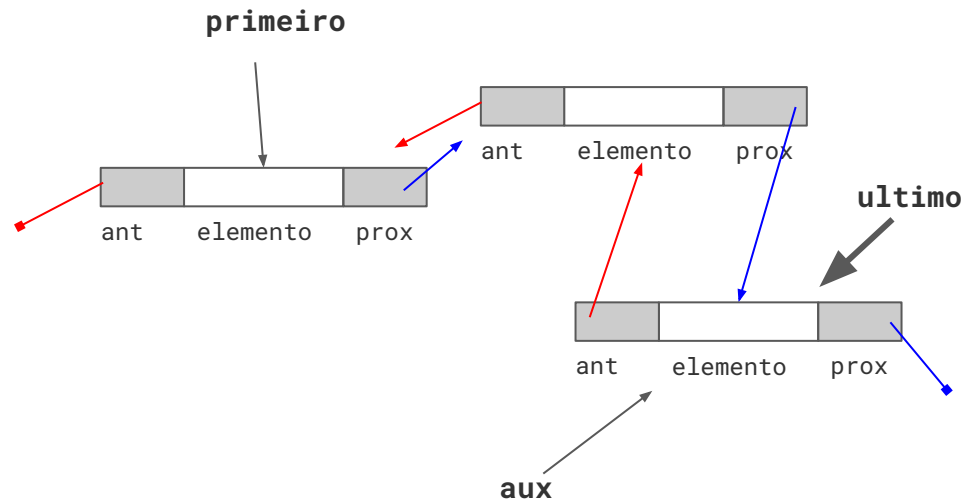 primeiro
ant elemento prox
ant elemento prox
ultimo
ant elemento prox
aux